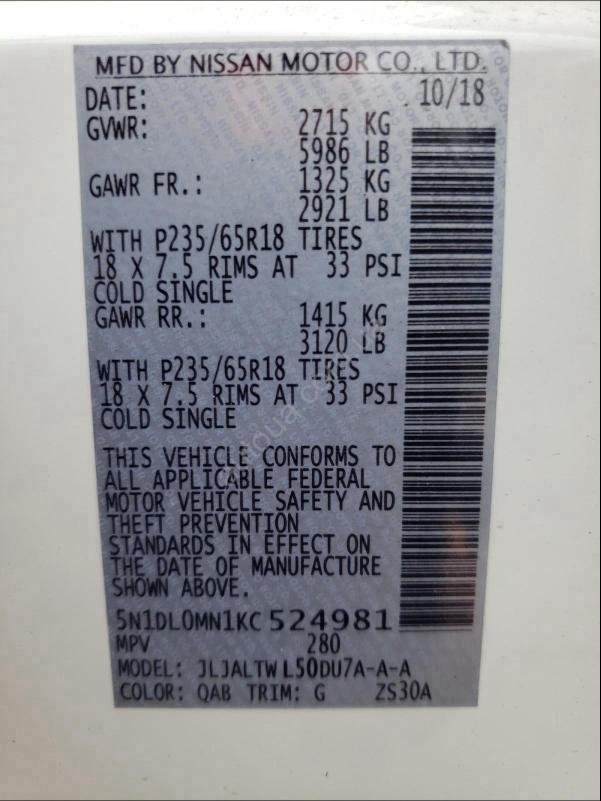 MFD BY NISSAN MOTOR CO., LTD.
DATE: 10/18
GVWR: 2715 KG
5986 LB
GAWR FR.: 1325 KG
2921 LB
WITH P235/65R18 TIRES
18 X 7.5 RIMS AT 33 PSI
COLD SINGLE
GAWR RR.: 1415 KG
3120 LB
WITH P235/65R18 TIRES
18 X 7.5 RIMS AT 33 PSI
COLD SINGLE
THIS VEHICLE CONFORMS TO
ALL APPLICABLE FEDERAL
MOTOR VEHICLE SAFETY AND
THEFT PREVENTION
STANDARDS IN EFFECT ON
THE DATE OF MANUFACTURE
SHOWN ABOVE.
5N1DL0MN1KC524981
MPV 280
MODEL: JLJALTWL50DU7A-A-A
COLOR: QAB TRIM: G ZS30A